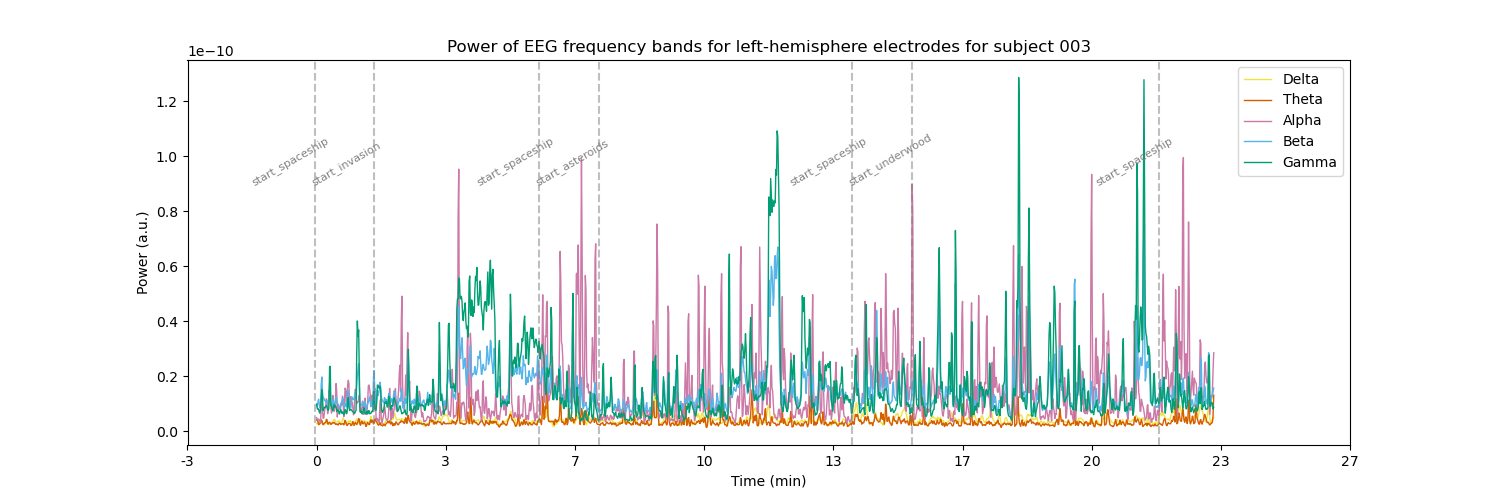 Power of EEG frequency bands for left-hemisphere electrodes for subject 003
1e−10
Delta
Theta
Alpha
Beta
Gamma
1.2
1.0
0.8
0.6
0.4
0.2
0.0
Power (a.u.)
start_spaceship
start_invasion
start_spaceship
start_asteroids
start_spaceship
start_underwood
start_spaceship
-3
0
3
7
10
13
17
20
23
27
Time (min)